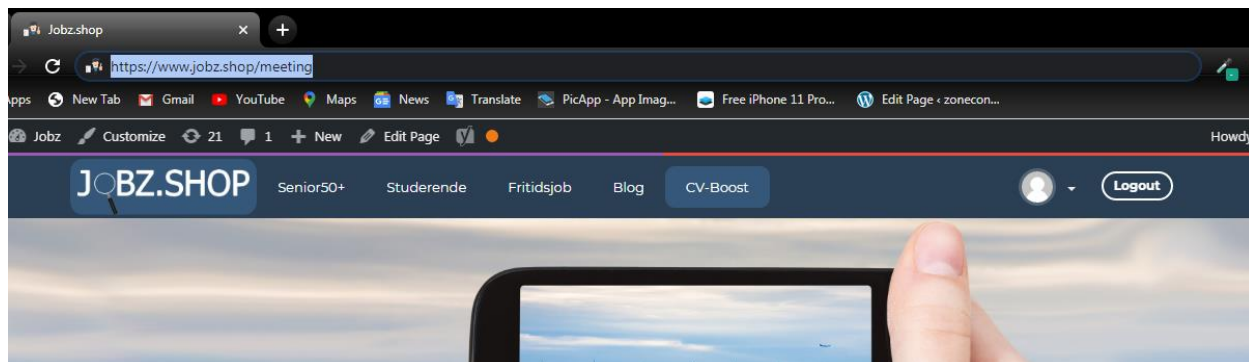 Jobz.shop
https://www.jobz.shop/meeting
Apps New Tab Gmail YouTube Maps GE News Translate PicApp - App Imag... Free iPhone 11 Pro... Edit Page ‹ zonecon...
Jobz Customize 21 1 New Edit Page Howdy
JOBZ.SHOP Senior50+ Studerende Fritidsjob Blog CV-Boost Logout